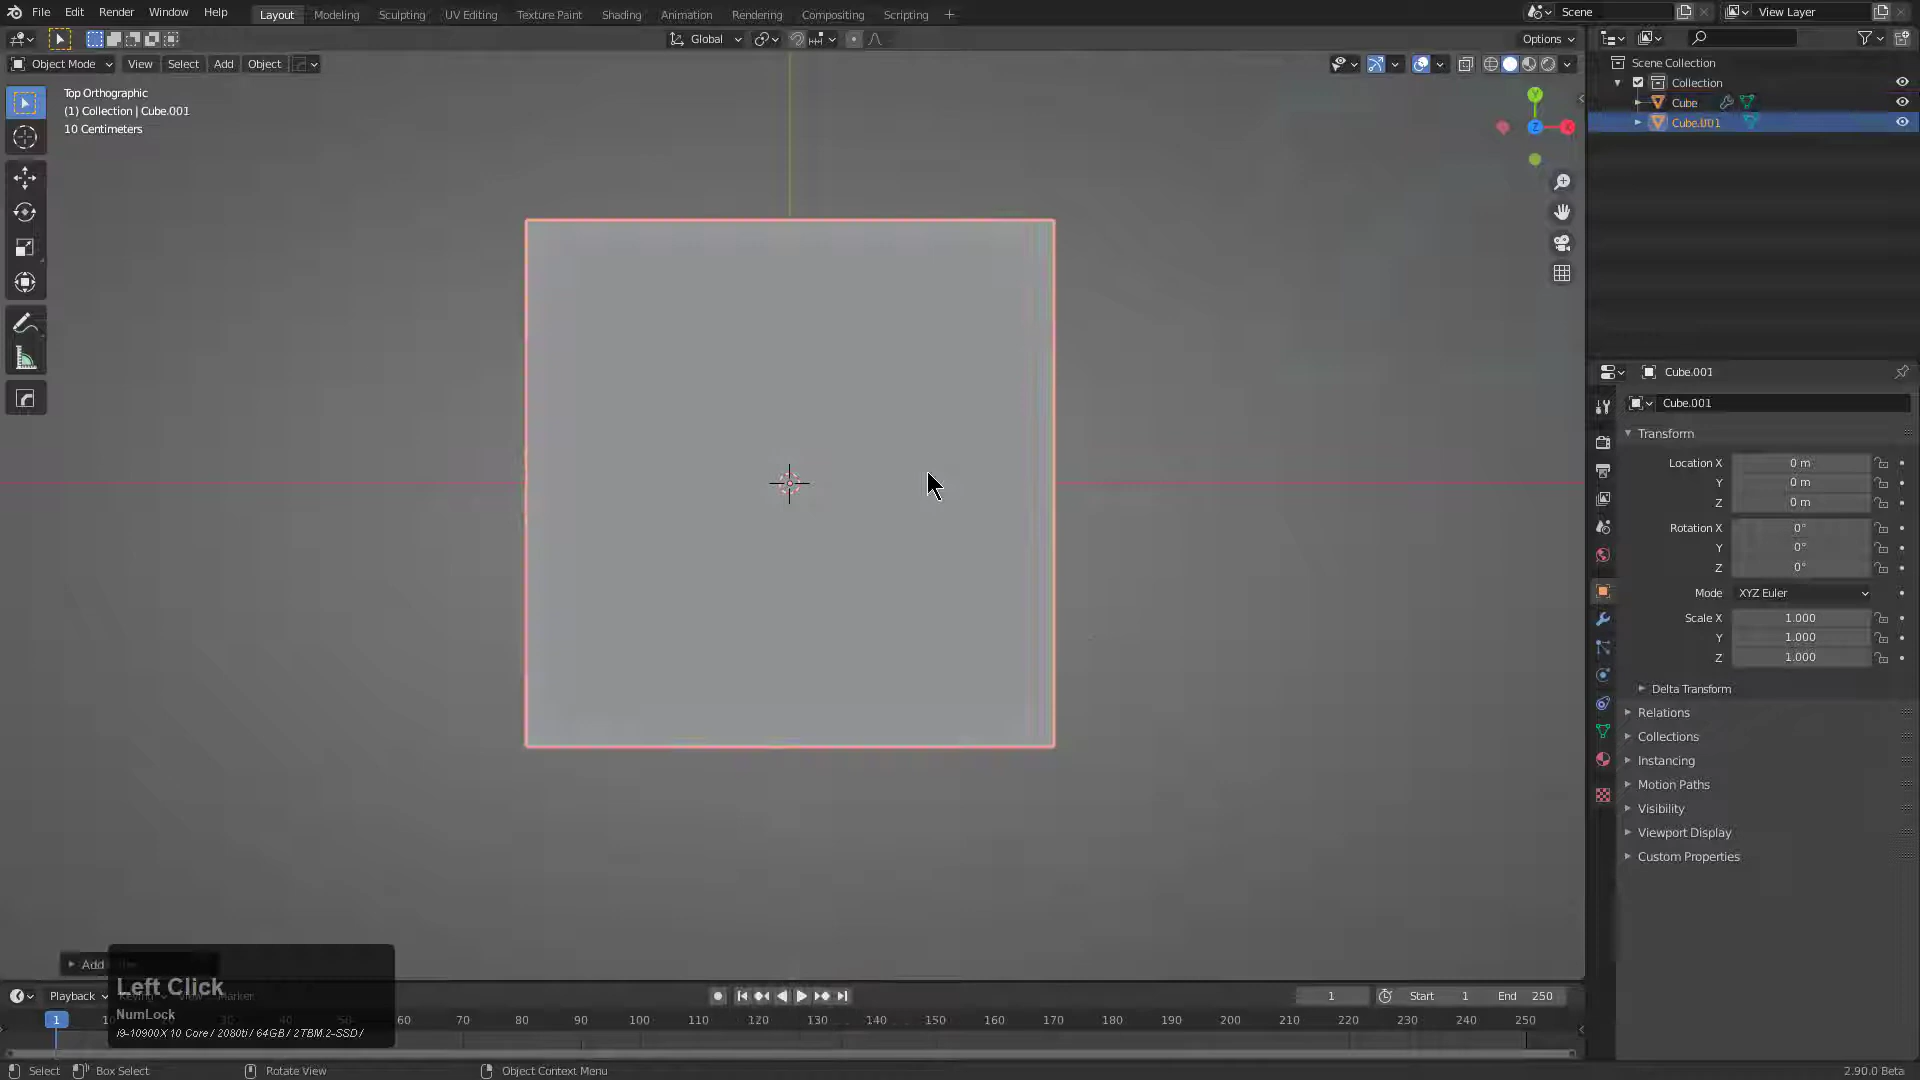 File Edit Render Window Help Layout Modeling Sculpting UV Editing Texture Paint Shading Animation Rendering Compositing Scripting Scene View Layer
Global Options
Object Mode View Select Add Object
Scene Collection
Collection
Cube
Cube.001
Top Orthographic
(1) Collection | Cube.001
10 Centimeters
Y
Z
X
Cube.001
Cube.001
Transform
Location X 0 m
Y 0 m
Z 0 m
Rotation X 0°
Y 0°
Z 0°
Mode XYZ Euler
Scale X 1.000
Y 1.000
Z 1.000
Delta Transform
Relations
Collections
Instancing
Motion Paths
Visibility
Viewport Display
Custom Properties
Add
Left Click
NumLock
i9-10900X 10 Core / 2080ti / 64GB / 2TBM.2-SSD /
Playback Keying View Marker 1 Start 1 End 250
1 10 30 40 50 60 70 80 90 100 110 120 130 140 150 160 170 180 190 200 210 220 230 240 250
Select Box Select Rotate View Object Context Menu 2.90.0 Beta